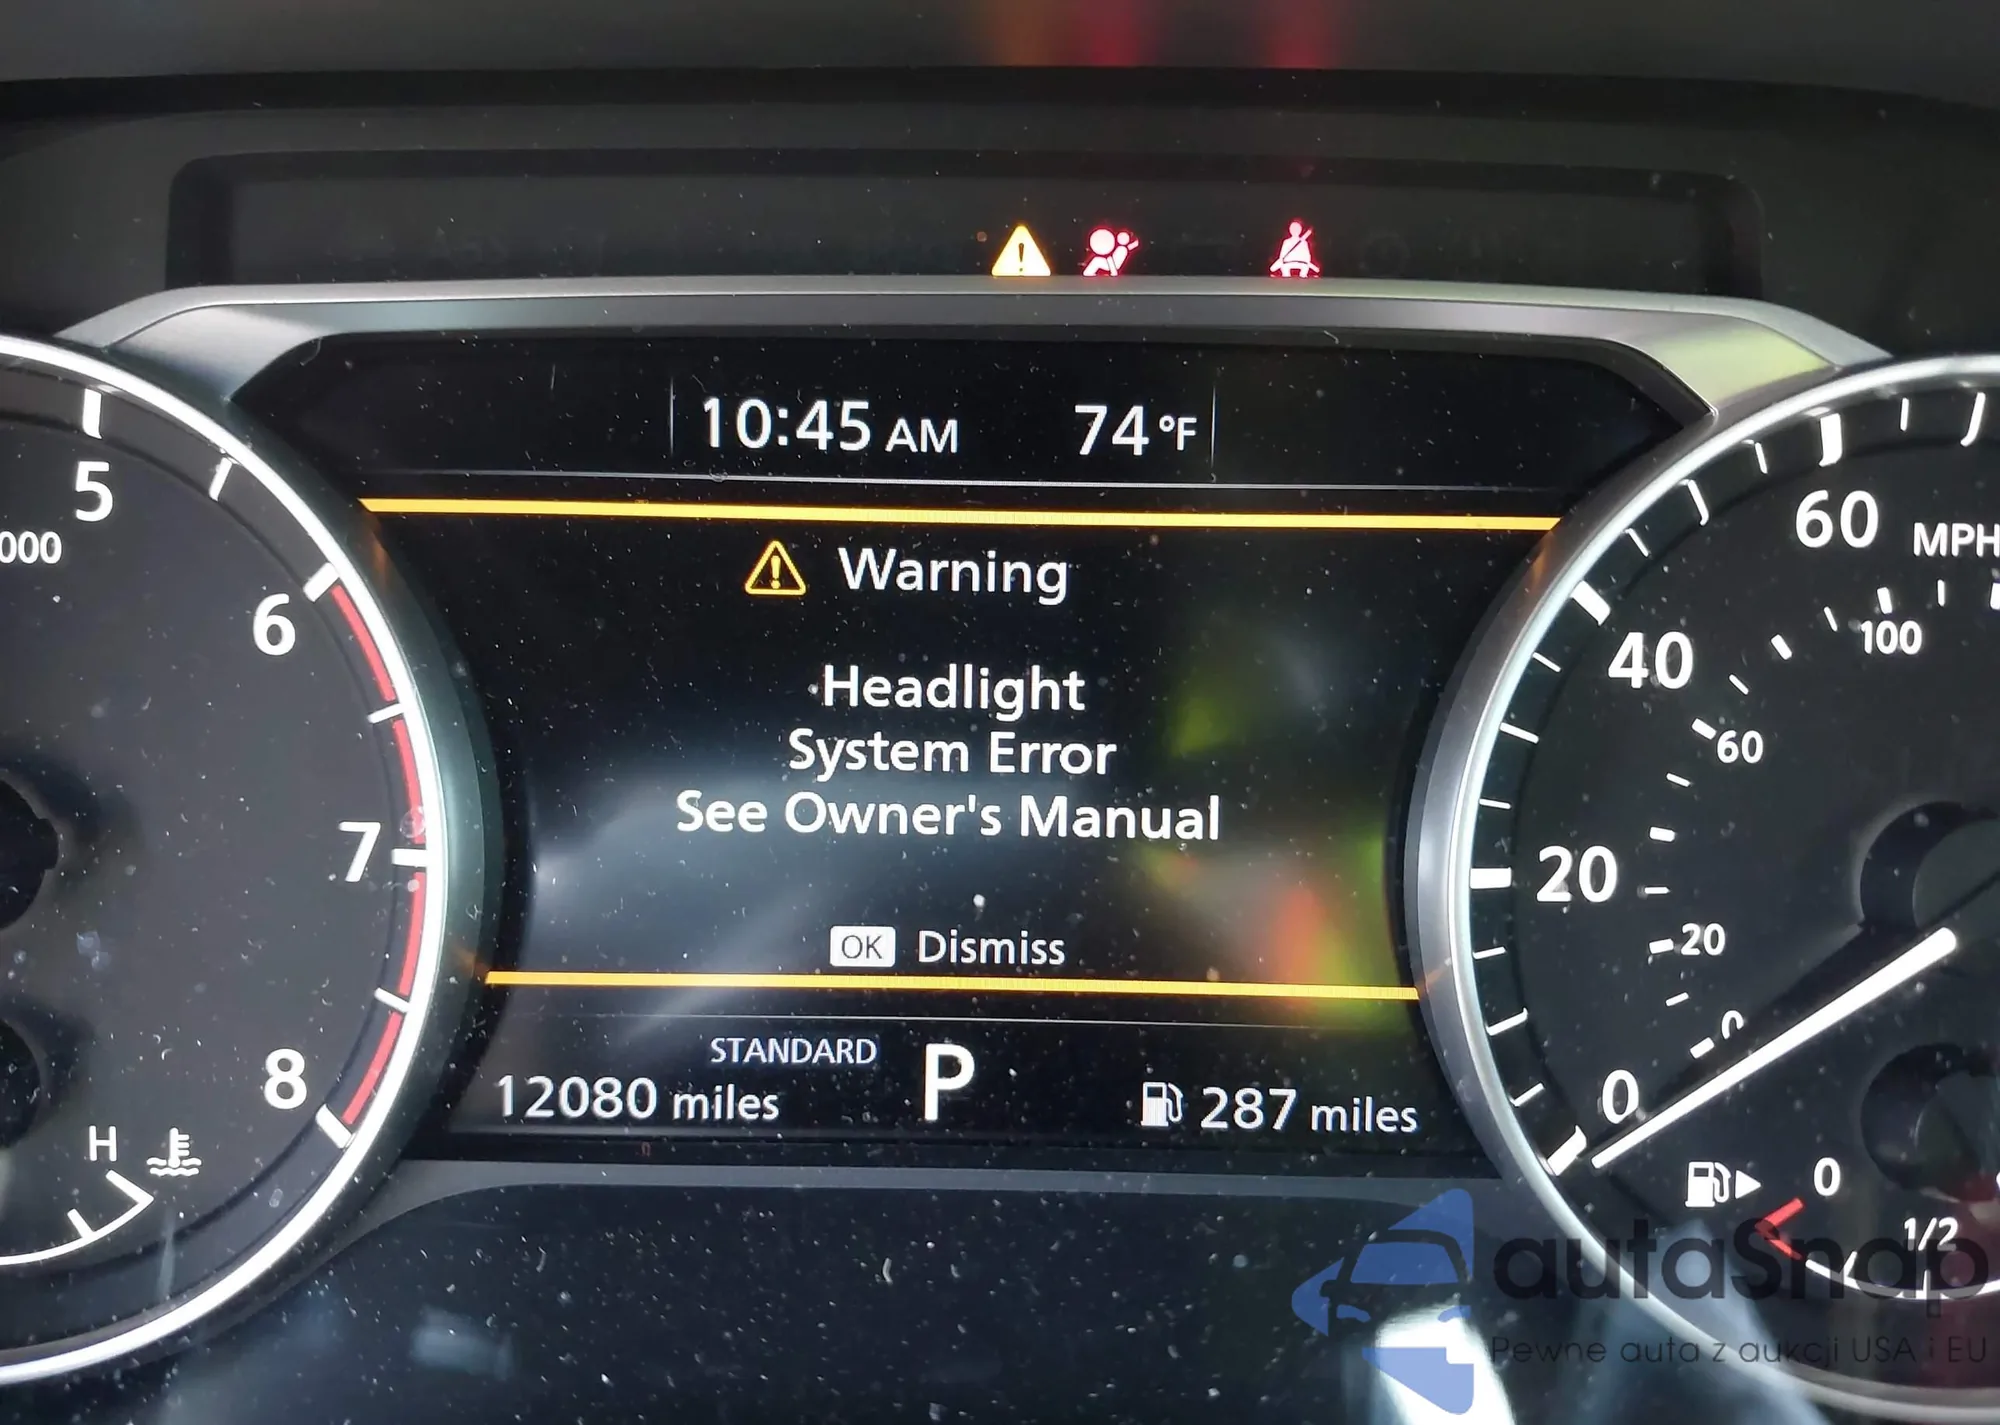 10:45 AM 74 °F
Warning
Headlight
System Error
See Owner's Manual
OK Dismiss
STANDARD
P
12080 miles
287 miles
5
000
6
7
8
H
60
MPH
40
20
0
100
60
20
0
0
1/2
autaSnap
Pewne auta z aukcji USA i EU